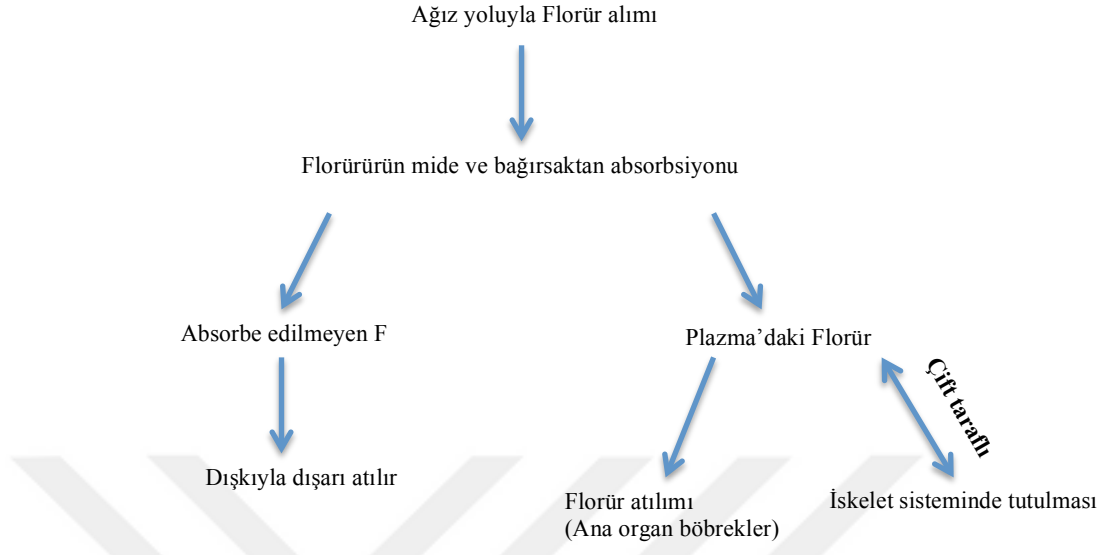 Ağız yoluyla Florür alımı
Florürürün mide ve bağırsaktan absorbsiyonu
Absorbe edilmeyen F
Plazma’daki Florür
Çift taraflı
Dışkıyla dışarı atılır
Florür atılımı
(Ana organ böbrekler)
İskelet sisteminde tutulması